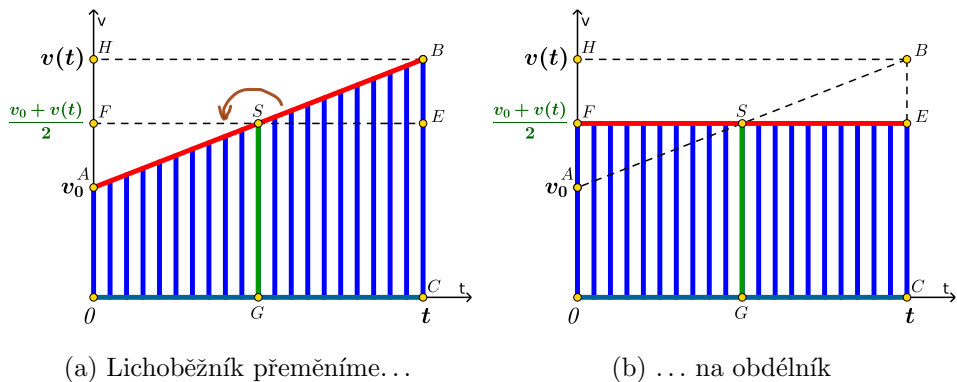 v
v
H
B
H
B
v(t)
v(t)
v₀ + v(t)
F
S
E
v₀ + v(t)
F
S
E
2
2
A
A
v₀
v₀
C
t
C
t
0
G
t
0
G
t
(a) Lichoběžník přeměníme...
(b) ... na obdélník